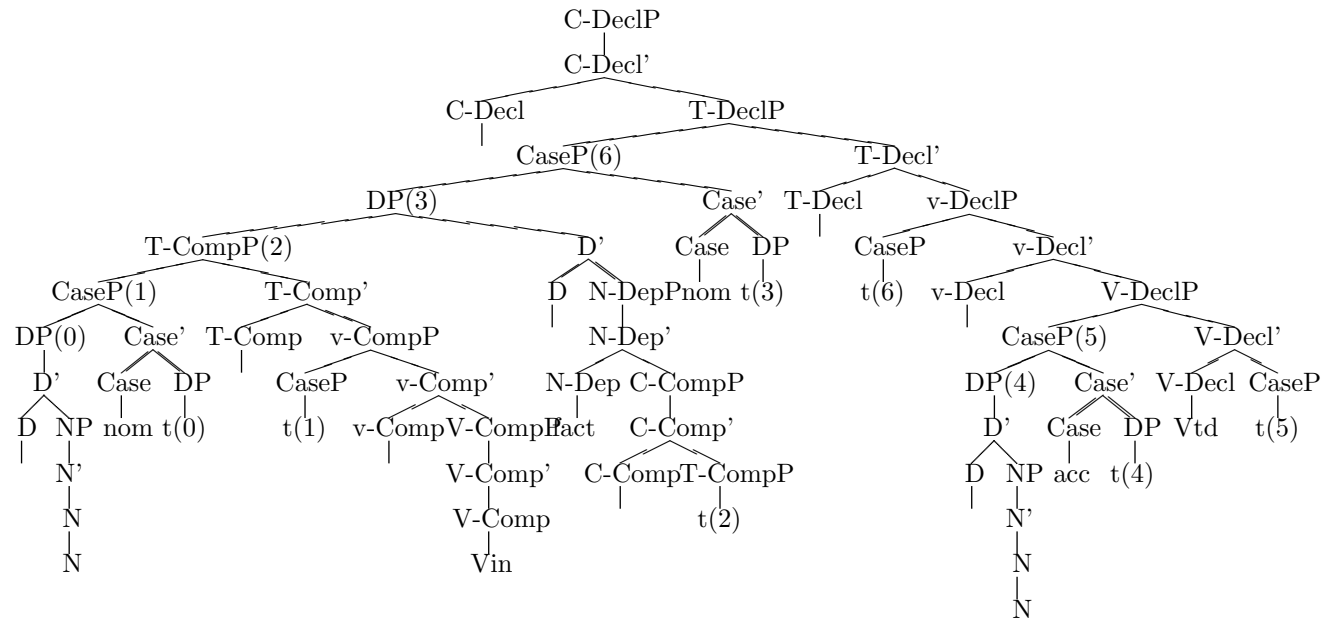 C-DeclP
C-Decl'
C-Decl T-DeclP
CaseP(6) T-Decl'
DP(3) Case' T-Decl v-DeclP
T-CompP(2) D' Case DP CaseP v-Decl'
CaseP(1) T-Comp' D N-DepP nom t(3) t(6) v-Decl V-DeclP
DP(0) Case' T-Comp v-CompP N-Dep' CaseP(5) V-Decl'
D' Case DP CaseP v-Comp' N-Dep C-CompP DP(4) Case' V-Decl CaseP
D NP nom t(0) t(1) v-Comp V-CompP fact C-Comp' D' Case DP Vtd t(5)
N' V-Comp' C-Comp T-CompP D NP acc t(4)
N V-Comp t(2) N'
N Vin N
N